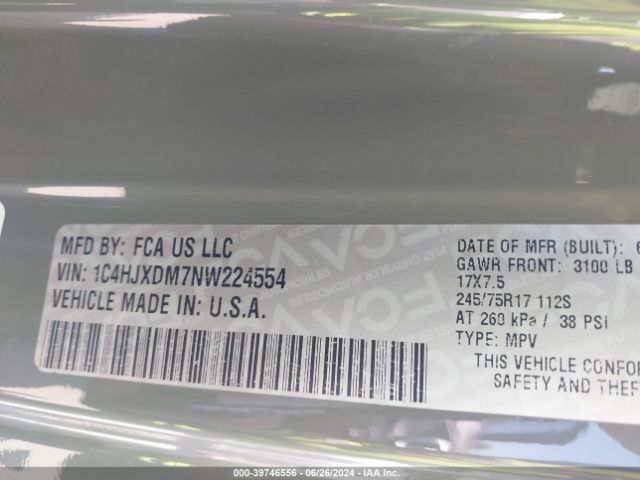 MFD BY: FCA US LLC
VIN: 1C4HJXDM7NW224554
VEHICLE MADE IN: U.S.A.
DATE OF MFR (BUILT): 6
GAWR FRONT: 3100 LB
17X7.5
245/75R17 112S
AT 260 kPa / 38 PSI
TYPE: MPV
THIS VEHICLE CONFOR
SAFETY AND THEF
000-39746556 / 06/26/2024 / IAA Inc.